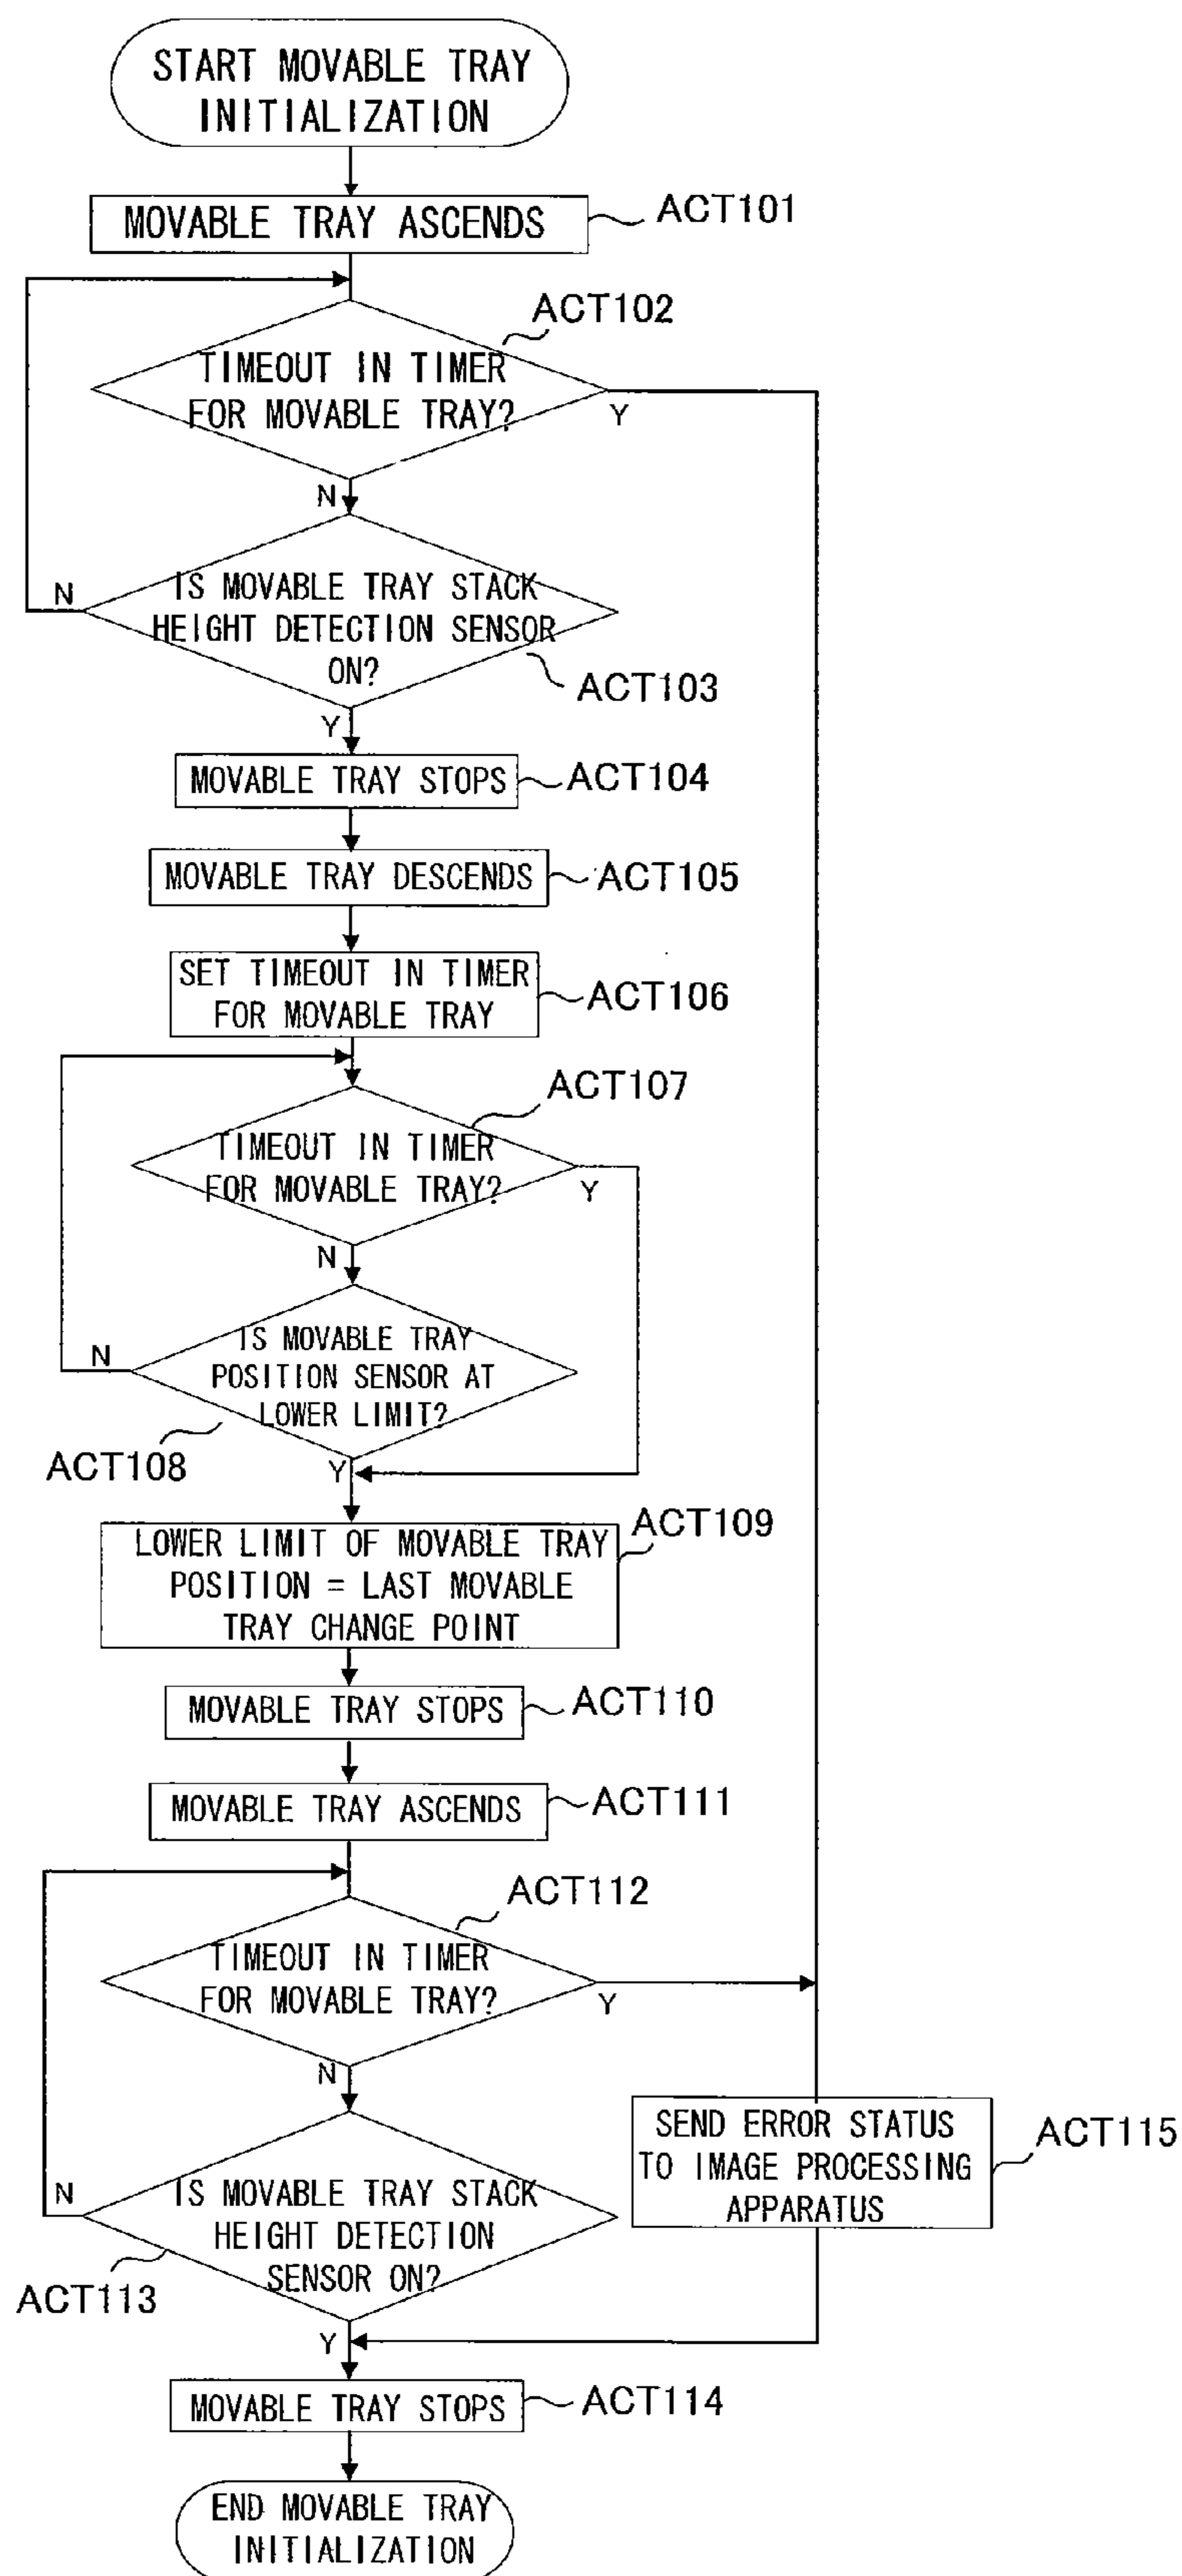 START MOVABLE TRAY
INITIALIZATION
MOVABLE TRAY ASCENDS
ACT101
ACT102
TIMEOUT IN TIMER
FOR MOVABLE TRAY?
Y
N
IS MOVABLE TRAY STACK
HEIGHT DETECTION SENSOR
ON?
N
ACT103
Y
MOVABLE TRAY STOPS
ACT104
MOVABLE TRAY DESCENDS
ACT105
SET TIMEOUT IN TIMER
FOR MOVABLE TRAY
ACT106
ACT107
TIMEOUT IN TIMER
FOR MOVABLE TRAY?
Y
N
IS MOVABLE TRAY
POSITION SENSOR AT
LOWER LIMIT?
N
ACT108
Y
LOWER LIMIT OF MOVABLE TRAY
POSITION = LAST MOVABLE
TRAY CHANGE POINT
ACT109
MOVABLE TRAY STOPS
ACT110
MOVABLE TRAY ASCENDS
ACT111
ACT112
TIMEOUT IN TIMER
FOR MOVABLE TRAY?
Y
N
SEND ERROR STATUS
TO IMAGE PROCESSING
APPARATUS
ACT115
IS MOVABLE TRAY STACK
HEIGHT DETECTION
SENSOR ON?
N
ACT113
Y
MOVABLE TRAY STOPS
ACT114
END MOVABLE TRAY
INITIALIZATION